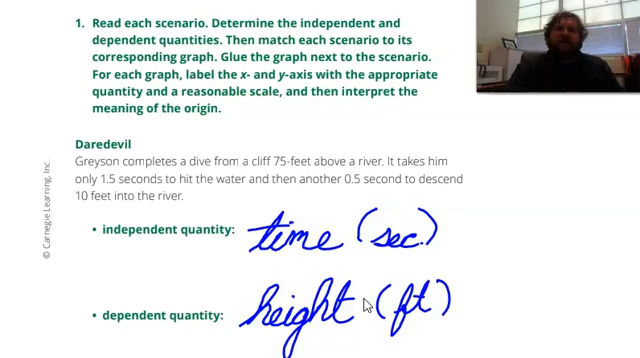 1. Read each scenario. Determine the independent and
dependent quantities. Then match each scenario to its
corresponding graph. Glue the graph next to the scenario.
For each graph, label the x- and y-axis with the appropriate
quantity and a reasonable scale, and then interpret the
meaning of the origin.
Daredevil
Greyson completes a dive from a cliff 75-feet above a river. It takes him
only 1.5 seconds to hit the water and then another 0.5 second to descend
10 feet into the river.
• independent quantity: time (sec.)
• dependent quantity: height (ft)
© Carnegie Learning, Inc.